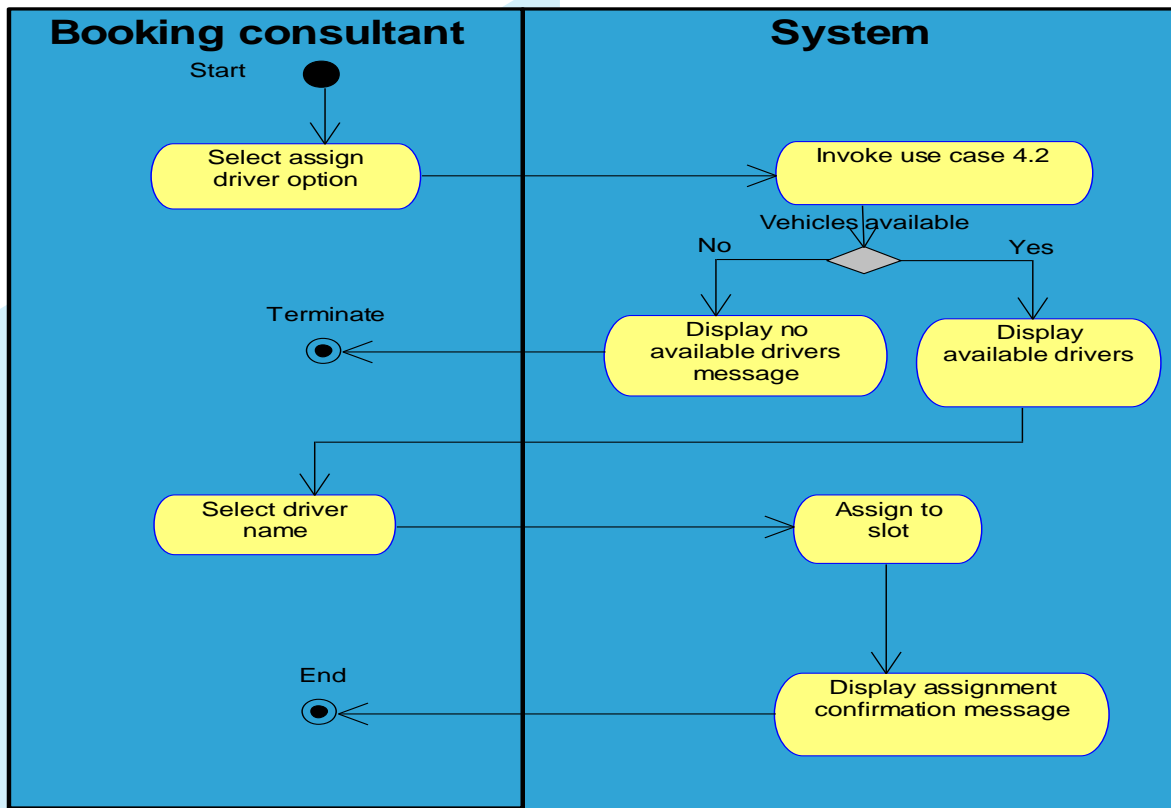 Booking consultant
System
Start
Select assign
driver option
Invoke use case 4.2
Vehicles available
No
Yes
Terminate
Display no
available drivers
message
Display
available drivers
Select driver
name
Assign to
slot
End
Display assignment
confirmation message